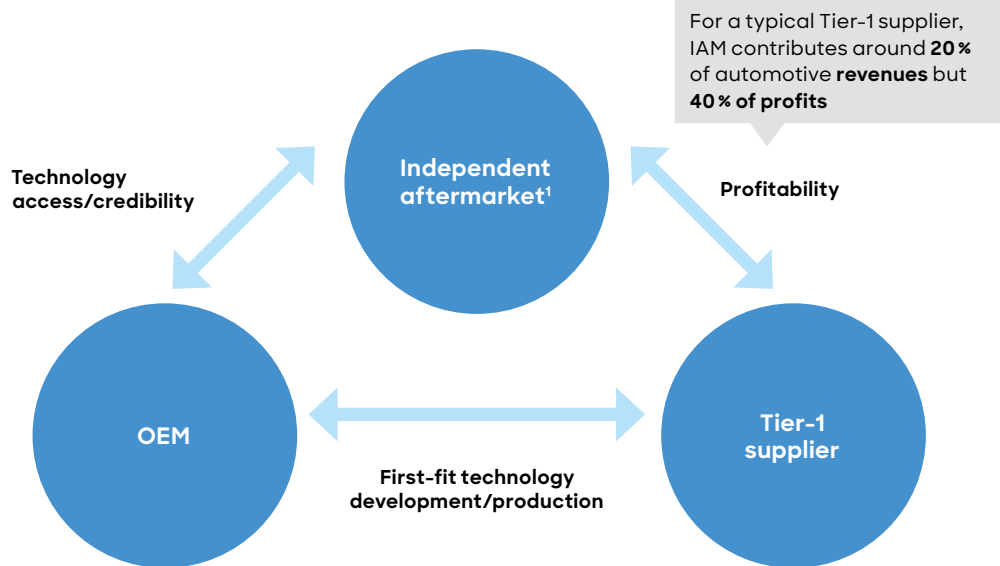 For a typical Tier-1 supplier,
IAM contributes around 20 %
of automotive revenues but
40 % of profits
Independent
aftermarket¹
Technology
access/credibility
Profitability
OEM
Tier-1
supplier
First-fit technology
development/production